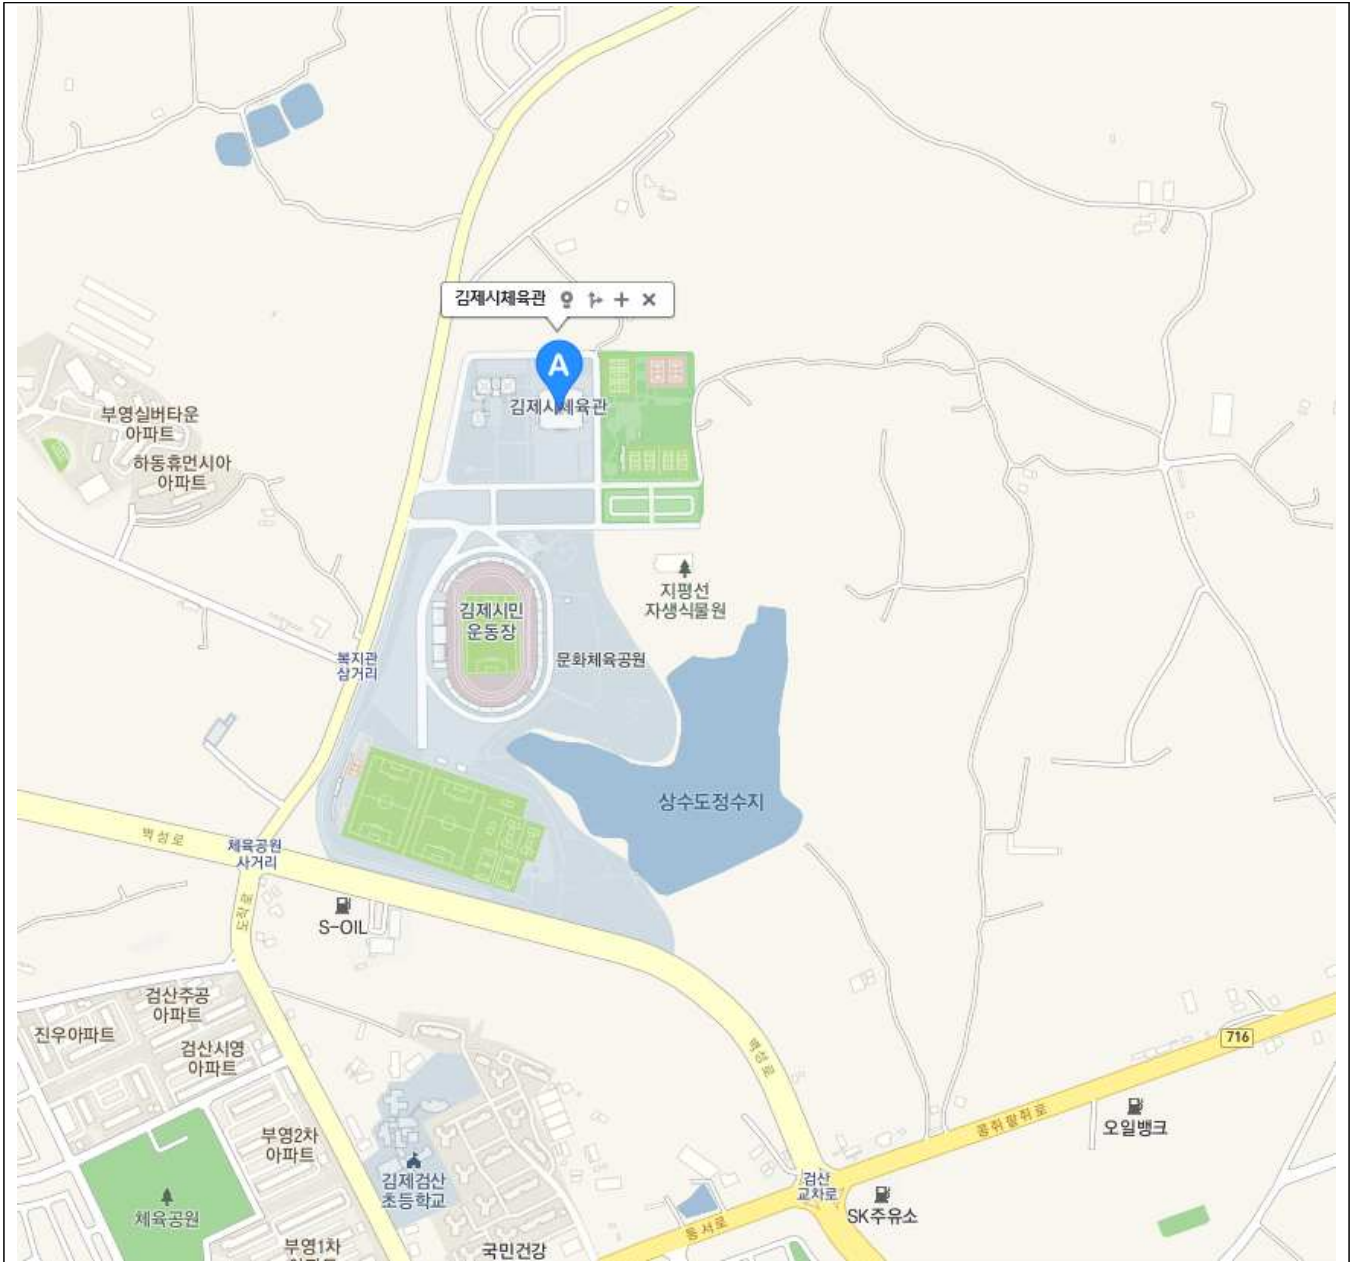 김제시체육관
A
김제시체육관
부영실버타운
아파트
하동휴먼시아
아파트
지평선
자생식물원
김제시민
운동장
문화체육공원
복지관
삼거리
상수도정수지
벽성로
체육공원
사거리
도작로
S-OIL
검산주공
아파트
진우아파트
검산시영
아파트
716
벽성로
콩쥐팥쥐로
오일뱅크
부영2차
아파트
김제검산
초등학교
검산
교차로
체육공원
SK주유소
동서로
부영1차
아파트
국민건강